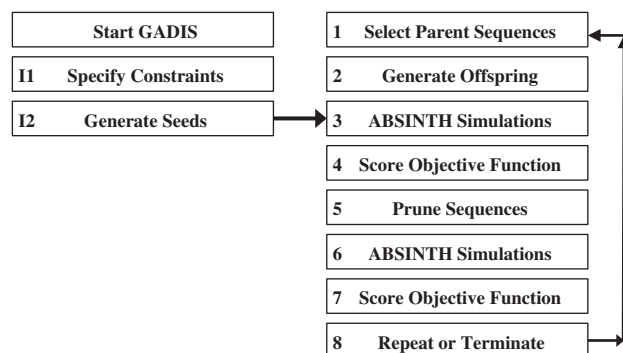 Start GADIS
I1 Specify Constraints
I2 Generate Seeds
1 Select Parent Sequences
2 Generate Offspring
3 ABSINTH Simulations
4 Score Objective Function
5 Prune Sequences
6 ABSINTH Simulations
7 Score Objective Function
8 Repeat or Terminate